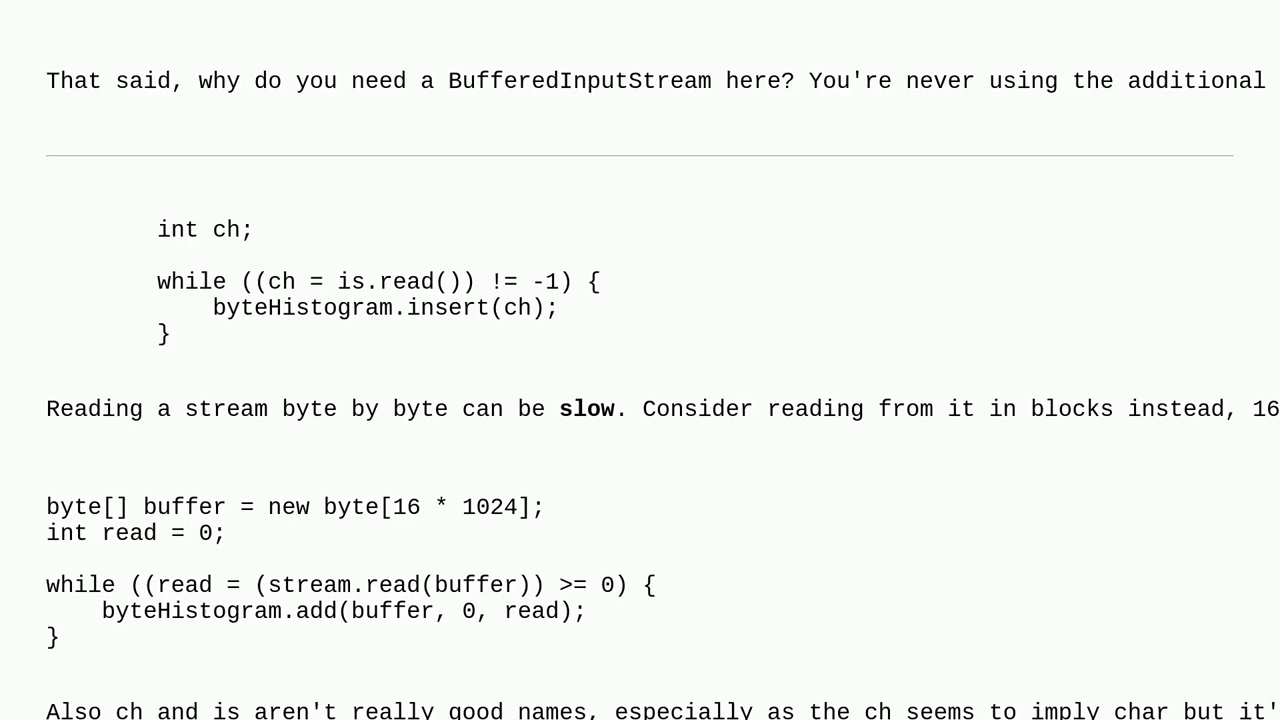 That said, why do you need a BufferedInputStream here? You're never using the additional
int ch;
while ((ch = is.read()) != -1) {
    byteHistogram.insert(ch);
}
Reading a stream byte by byte can be slow. Consider reading from it in blocks instead, 16
byte[] buffer = new byte[16 * 1024];
int read = 0;
while ((read = (stream.read(buffer)) >= 0) {
    byteHistogram.add(buffer, 0, read);
}
Also ch and is aren't really good names, especially as the ch seems to imply char but it'